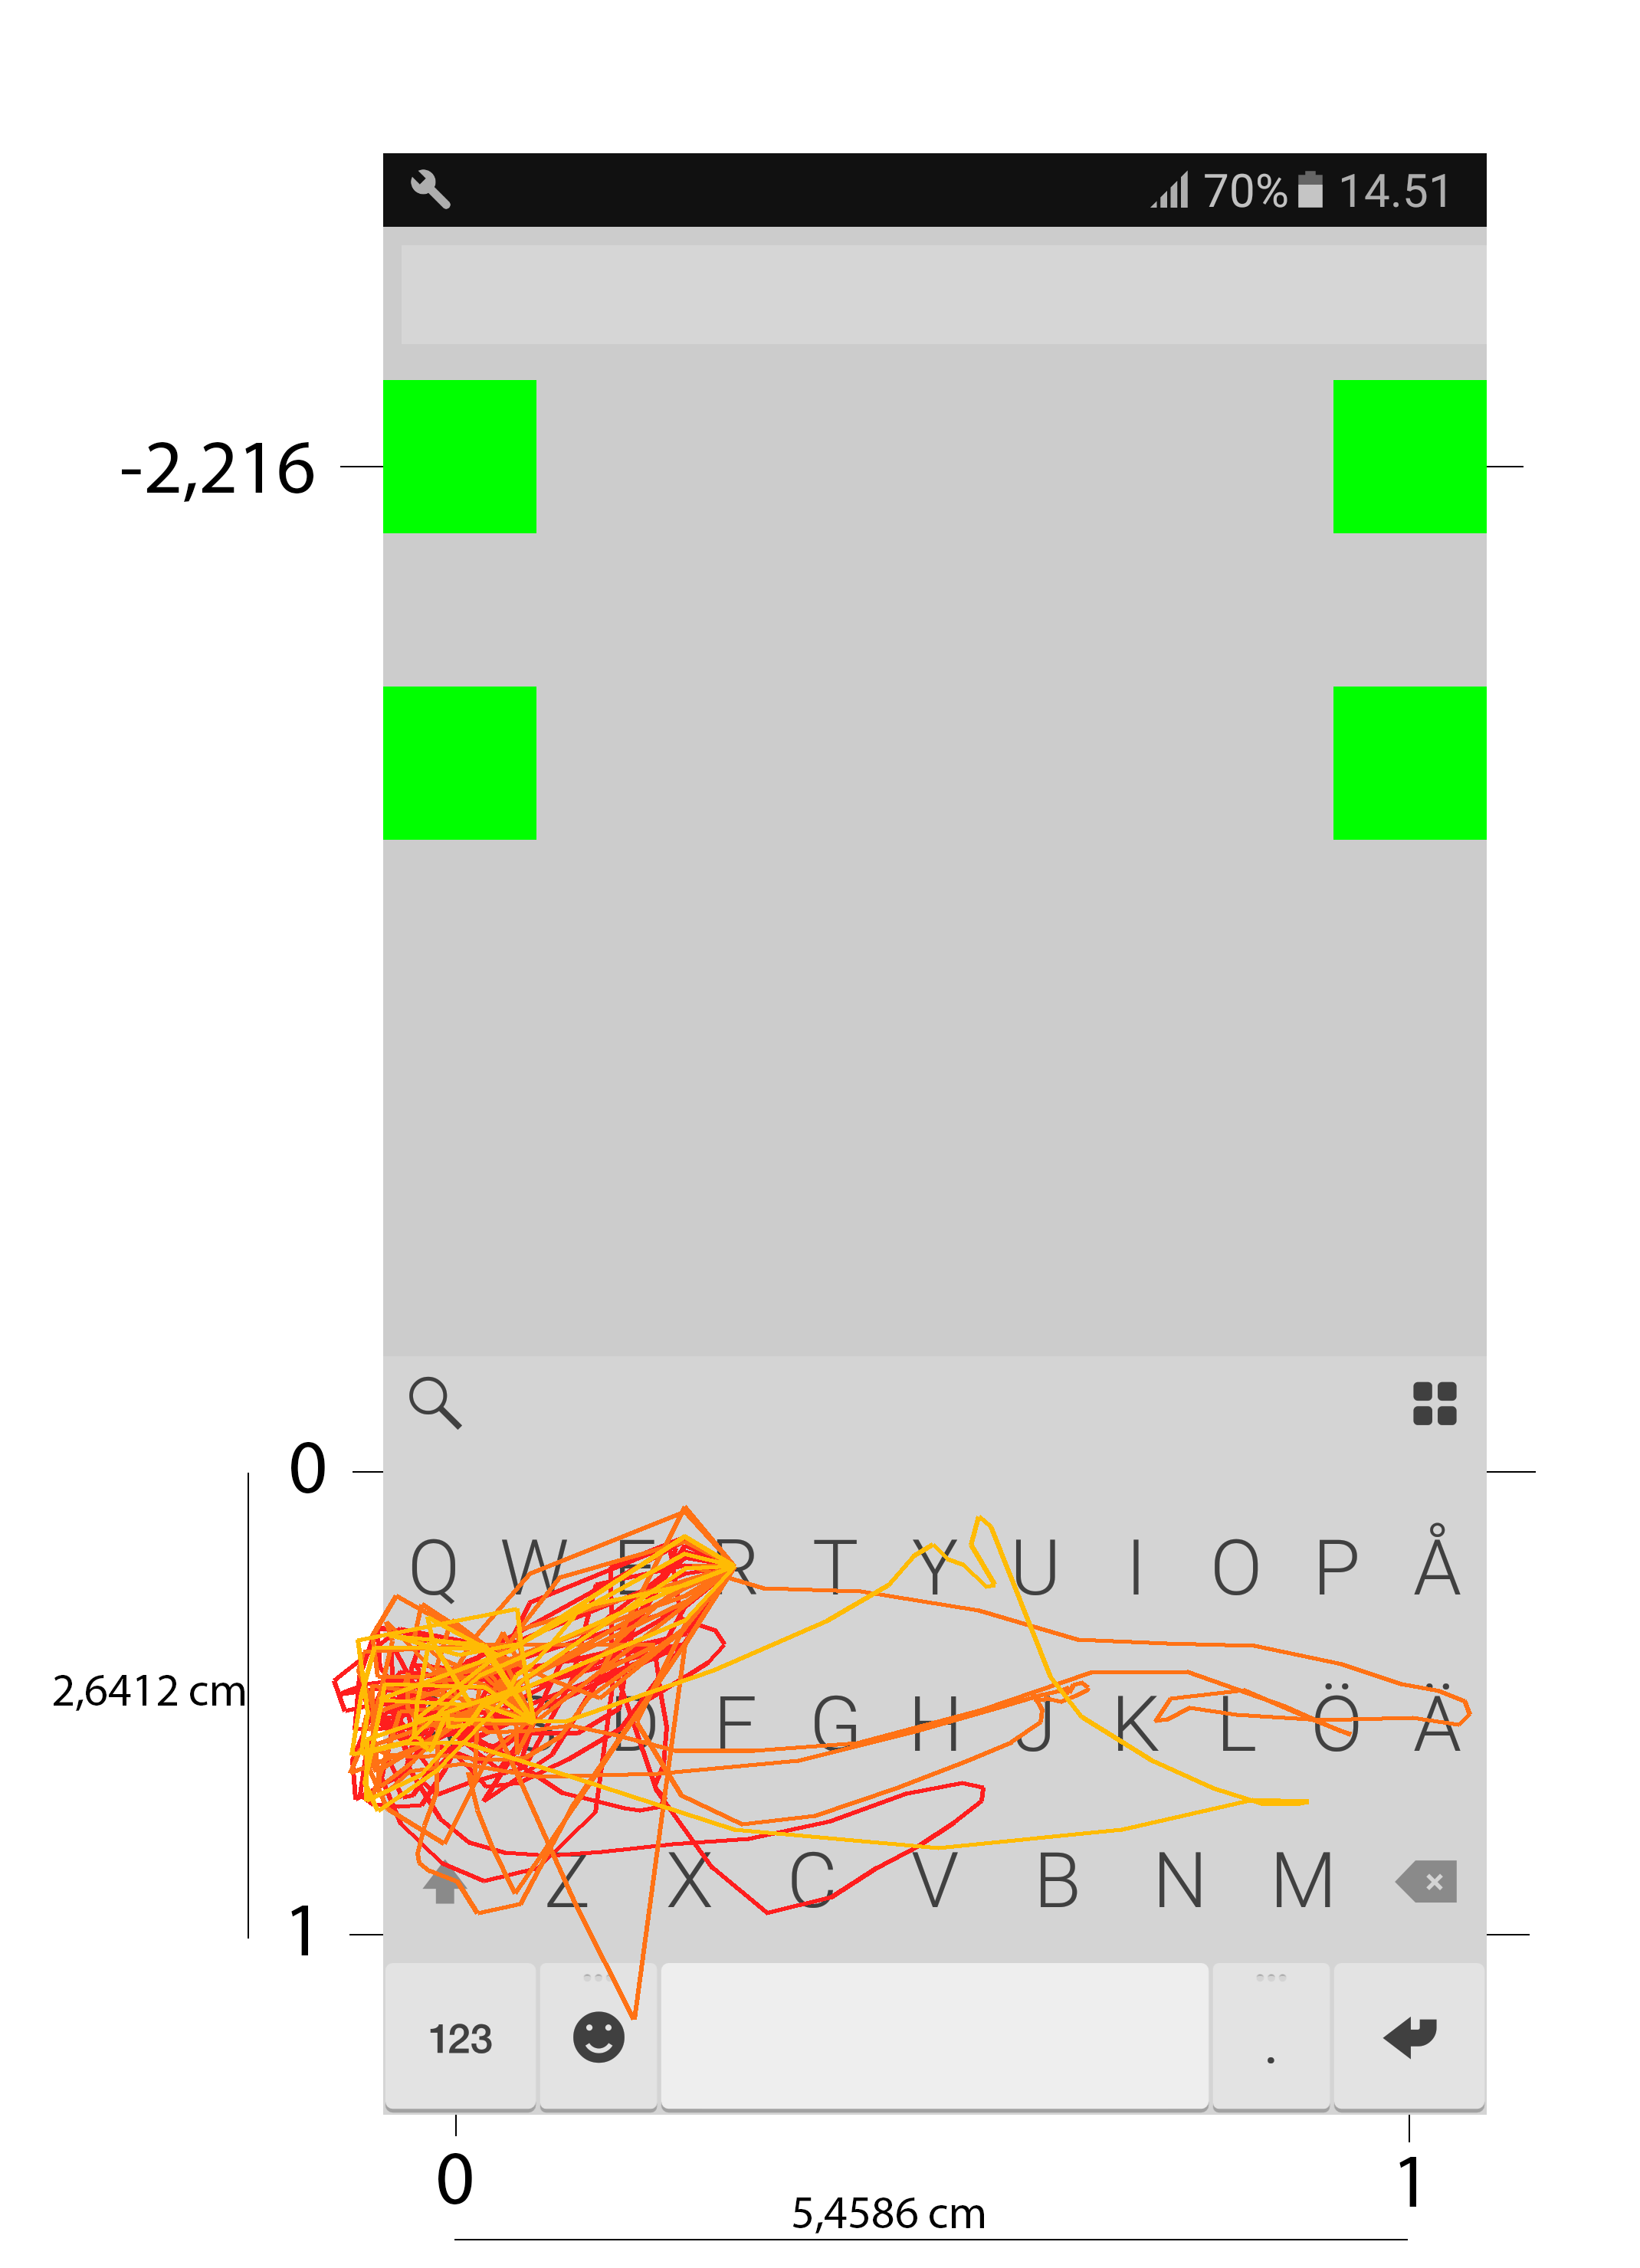 70% 14.51
-2,216
0
Q W E R T Y U I O P Å
2,6412 cm
S D F G H J K L Ö Ä
Z X C V B N M
1
123 .
0 1
5,4586 cm